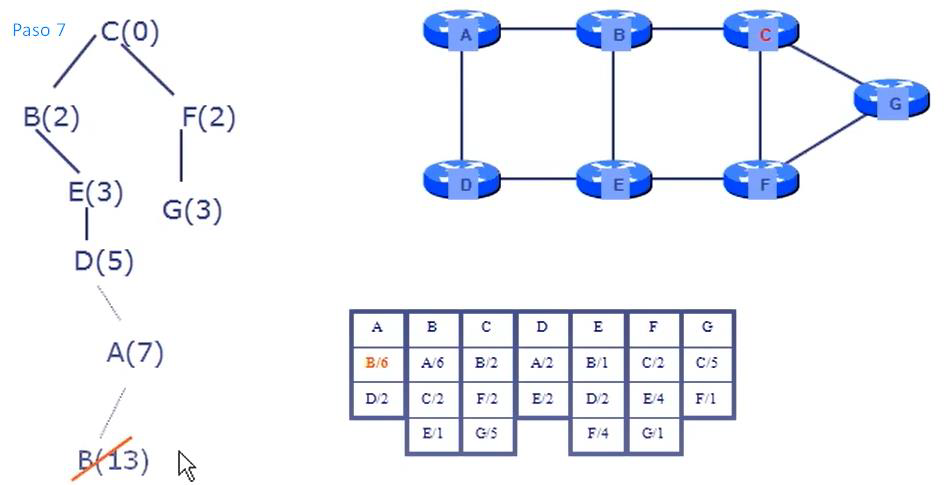 Paso 7
C(0)
B(2) F(2)
E(3) G(3)
D(5)
A(7)
B(13)
A B C
G
D E F
A B C D E F G
B/6 A/6 B/2 A/2 B/1 C/2 C/5
D/2 C/2 F/2 E/2 D/2 E/4 F/1
E/1 G/5 F/4 G/1